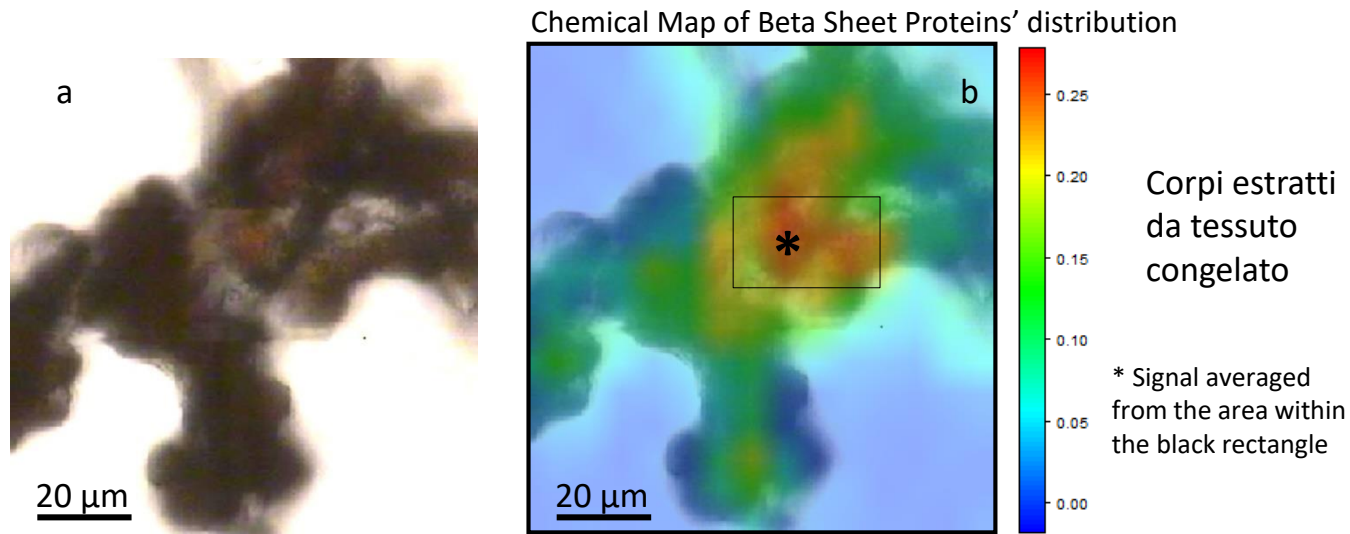 Chemical Map of Beta Sheet Proteins’ distribution
a
b
0.25
0.20
0.15
0.10
0.05
0.00
Corpi estratti
da tessuto
congelato
*
* Signal averaged
from the area within
the black rectangle
20 µm
20 µm